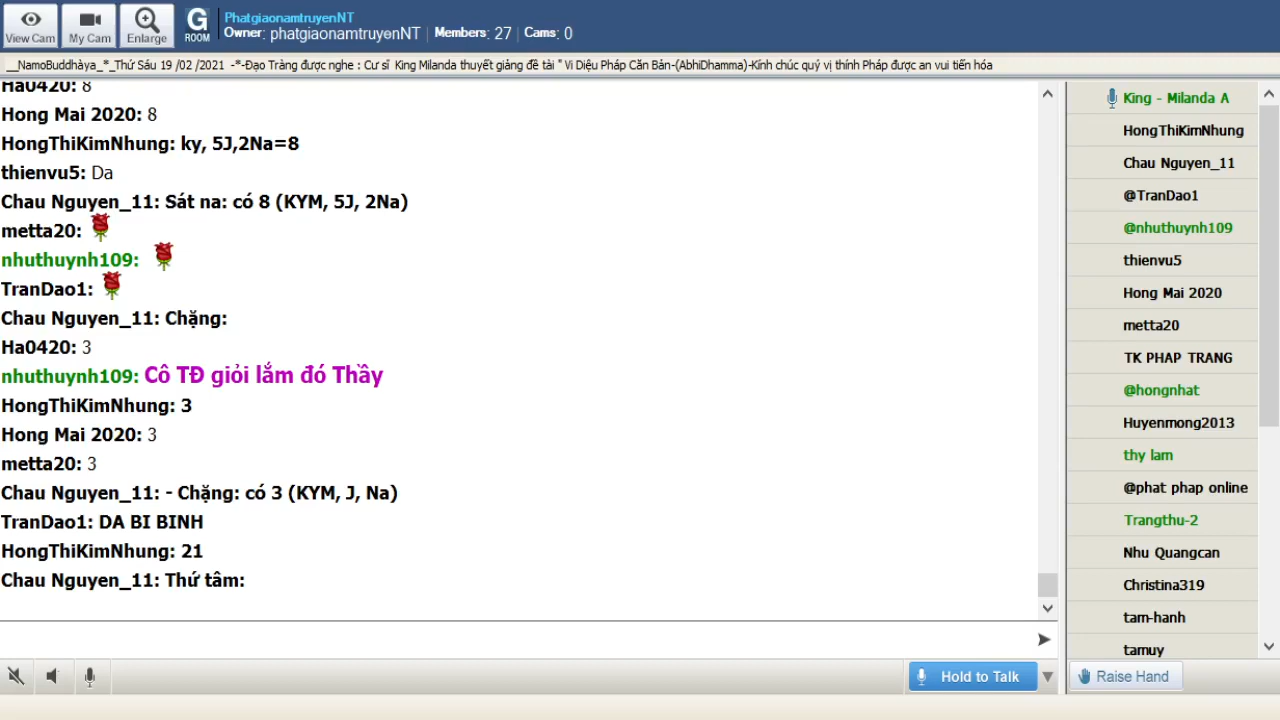 View Cam
My Cam
Enlarge
G
ROOM
PhatgiaonamtruyenNT
Owner: phatgiaonamtruyenNT | Members: 27 | Cams: 0
__NamoBuddhàya_*_Thứ Sáu 19 /02 /2021 -*-Đạo Tràng được nghe : Cư sĩ King Milanda thuyết giảng đề tài " Vi Diệu Pháp Căn Bản-(AbhiDhamma)-Kính chúc quý vị thính Pháp được an vui tiến hóa
Ha0420: 8
Hong Mai 2020: 8
HongThiKimNhung: ky, 5J,2Na=8
thienvu5: Da
Chau Nguyen_11: Sát na: có 8 (KYM, 5J, 2Na)
metta20:
nhuthuynh109:
TranDao1:
Chau Nguyen_11: Chặng:
Ha0420: 3
nhuthuynh109: Cô TĐ giỏi lắm đó Thầy
HongThiKimNhung: 3
Hong Mai 2020: 3
metta20: 3
Chau Nguyen_11: - Chặng: có 3 (KYM, J, Na)
TranDao1: DA BI BINH
HongThiKimNhung: 21
Chau Nguyen_11: Thứ tâm:
King - Milanda A
HongThiKimNhung
Chau Nguyen_11
@TranDao1
@nhuthuynh109
thienvu5
Hong Mai 2020
metta20
TK PHAP TRANG
@hongnhat
Huyenmong2013
thy lam
@phat phap online
Trangthu-2
Nhu Quangcan
Christina319
tam-hanh
tamuy
Hold to Talk
Raise Hand